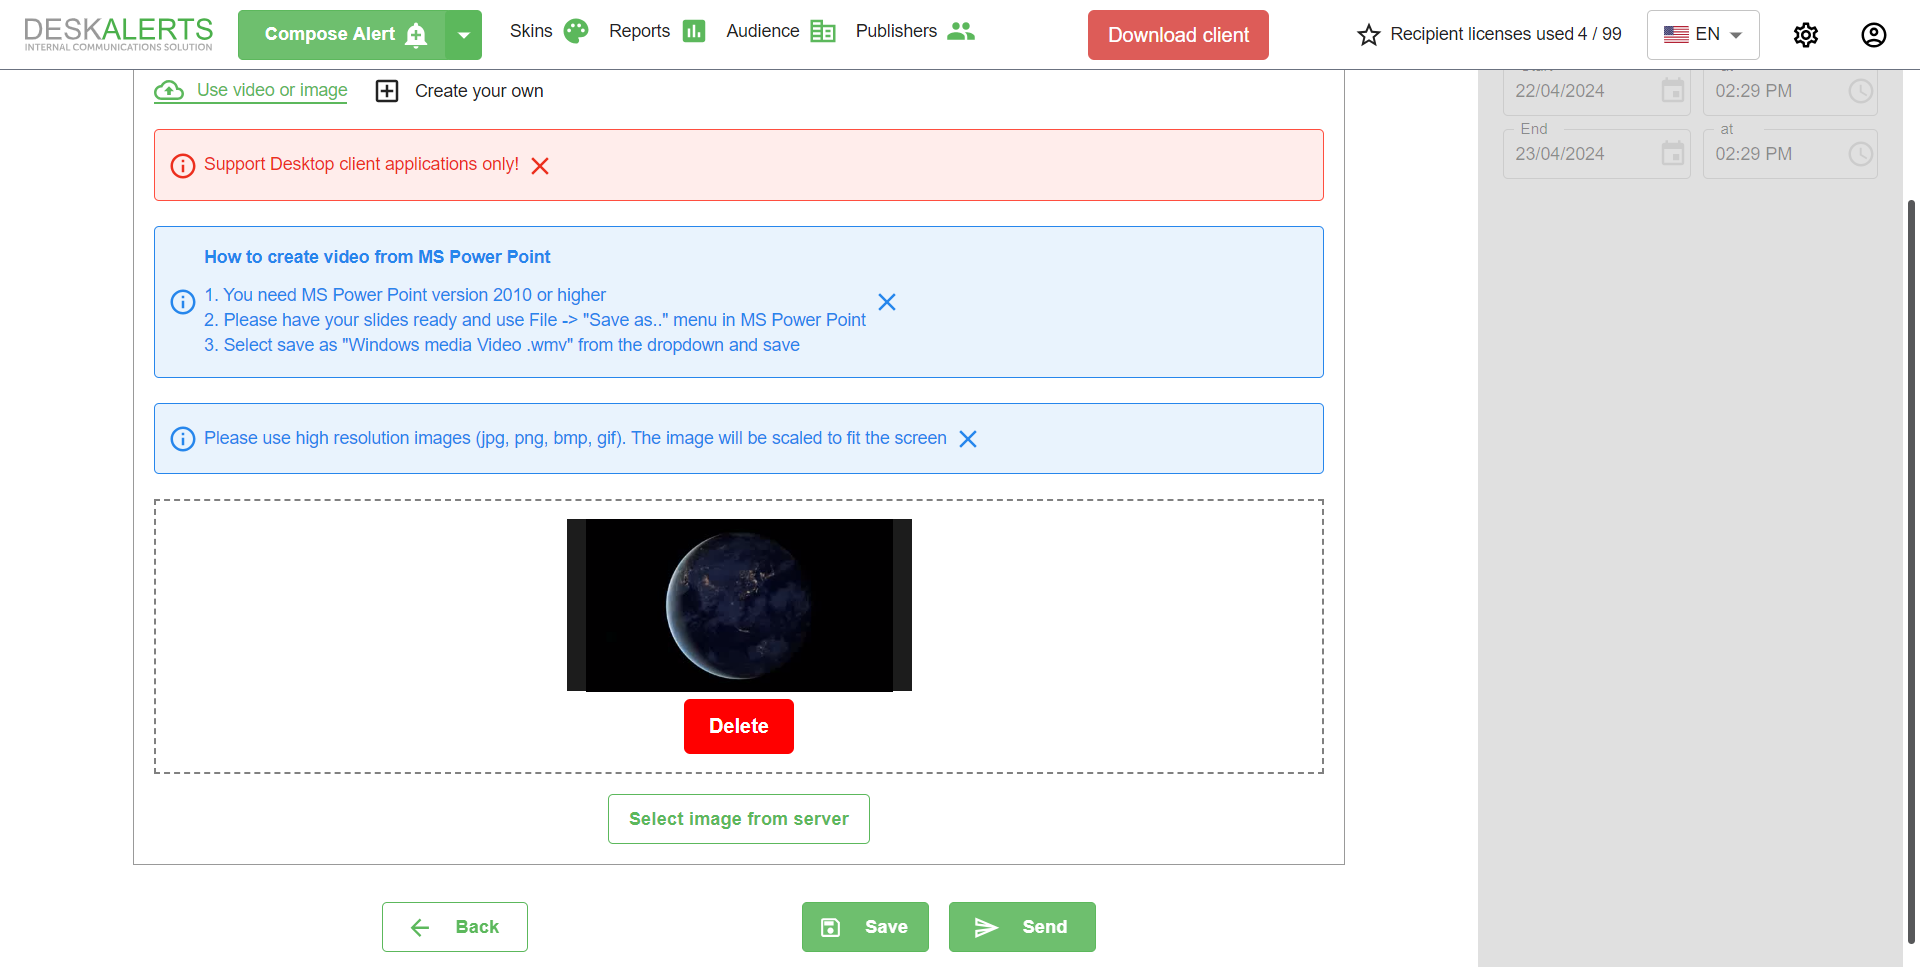 DESKALERTS
INTERNAL COMMUNICATIONS SOLUTION
Compose Alert
Skins
Reports
Audience
Publishers
Download client
Recipient licenses used 4 / 99
EN
Use video or image
Create your own
22/04/2024
02:29 PM
End
at
23/04/2024
02:29 PM
Support Desktop client applications only!
How to create video from MS Power Point
1. You need MS Power Point version 2010 or higher
2. Please have your slides ready and use File -> "Save as.." menu in MS Power Point
3. Select save as "Windows media Video .wmv" from the dropdown and save
Please use high resolution images (jpg, png, bmp, gif). The image will be scaled to fit the screen
Delete
Select image from server
Back
Save
Send